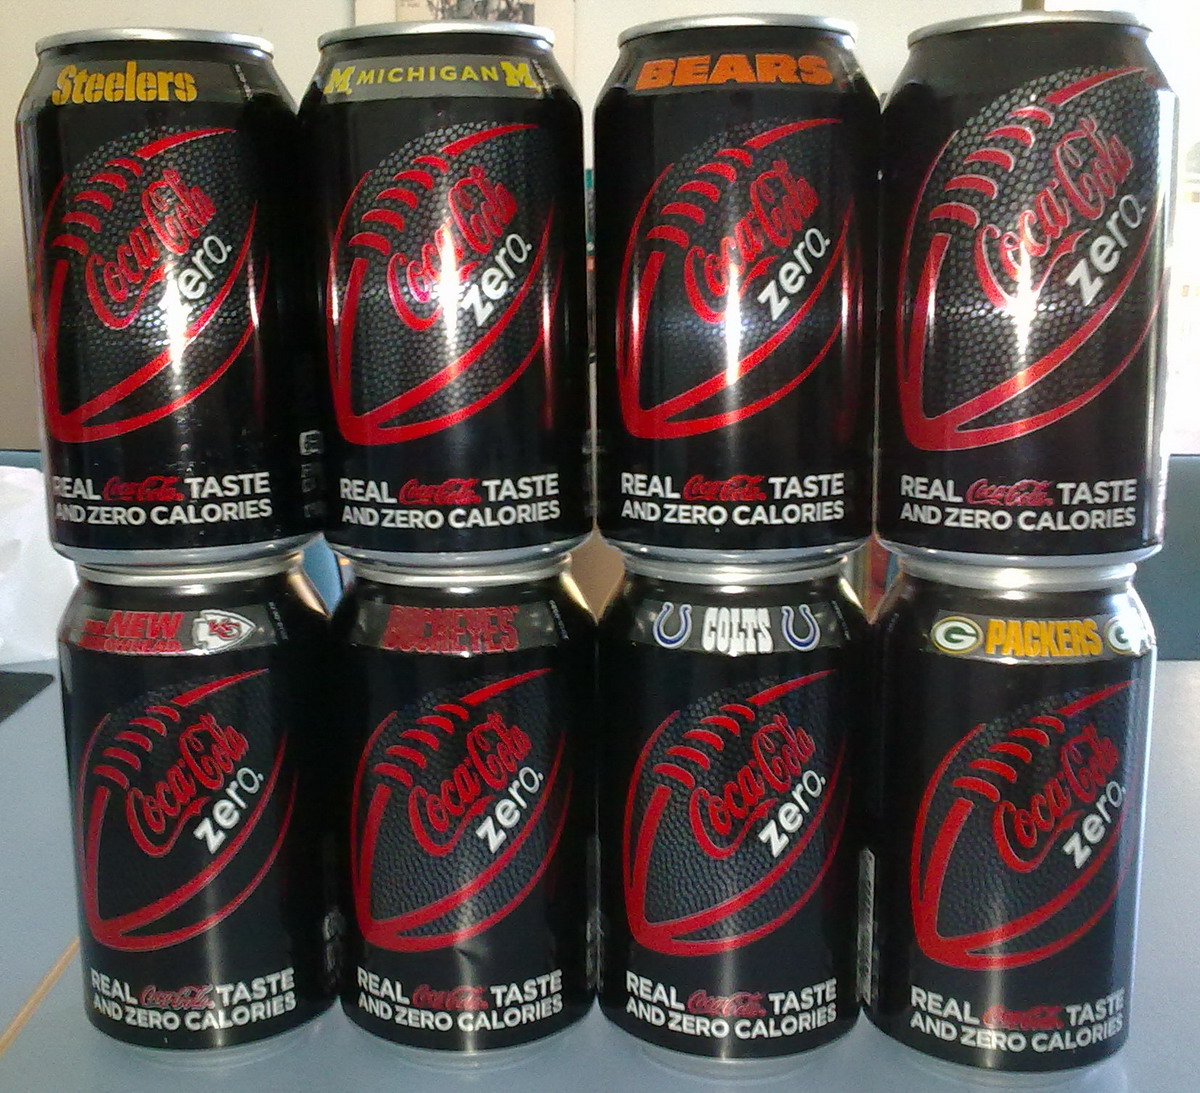 Steelers
M MICHIGAN M
BEARS
Coca-Cola
zero.
Coca-Cola
zero.
Coca-Cola
zero.
Coca-Cola
zero.
REAL Coca-Cola TASTE
AND ZERO CALORIES
REAL Coca-Cola TASTE
AND ZERO CALORIES
REAL Coca-Cola TASTE
AND ZERO CALORIES
REAL Coca-Cola TASTE
AND ZERO CALORIES
NEW
KC
BUCKEYES
COLTS
G PACKERS G
Coca-Cola
zero.
Coca-Cola
zero.
Coca-Cola
zero.
Coca-Cola
zero.
REAL Coca-Cola TASTE
AND ZERO CALORIES
REAL Coca-Cola TASTE
AND ZERO CALORIES
REAL Coca-Cola TASTE
AND ZERO CALORIES
REAL Coca-Cola TASTE
AND ZERO CALORIES